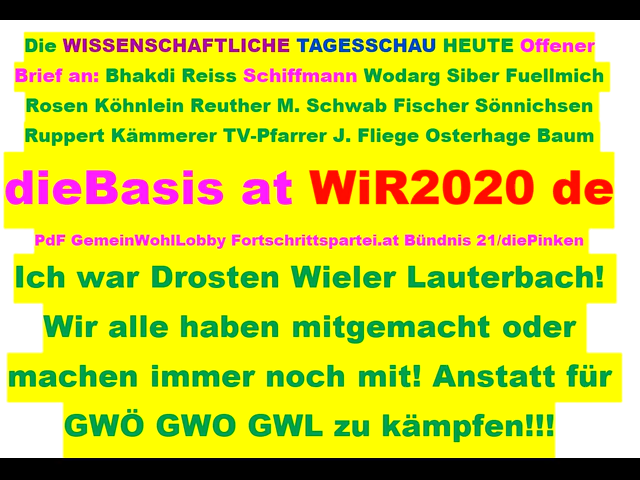 Die WISSENSCHAFTLICHE TAGESSCHAU HEUTE Offener
Brief an: Bhakdi Reiss Schiffmann Wodarg Siber Fuellmich
Rosen Köhnlein Reuther M. Schwab Fischer Sönnichsen
Ruppert Kämmerer TV-Pfarrer J. Fliege Osterhage Baum
dieBasis at WiR2020 de
PdF GemeinWohlLobby Fortschrittspartei.at Bündnis 21/diePinken
Ich war Drosten Wieler Lauterbach!
Wir alle haben mitgemacht oder
machen immer noch mit! Anstatt für
GWÖ GWO GWL zu kämpfen!!!